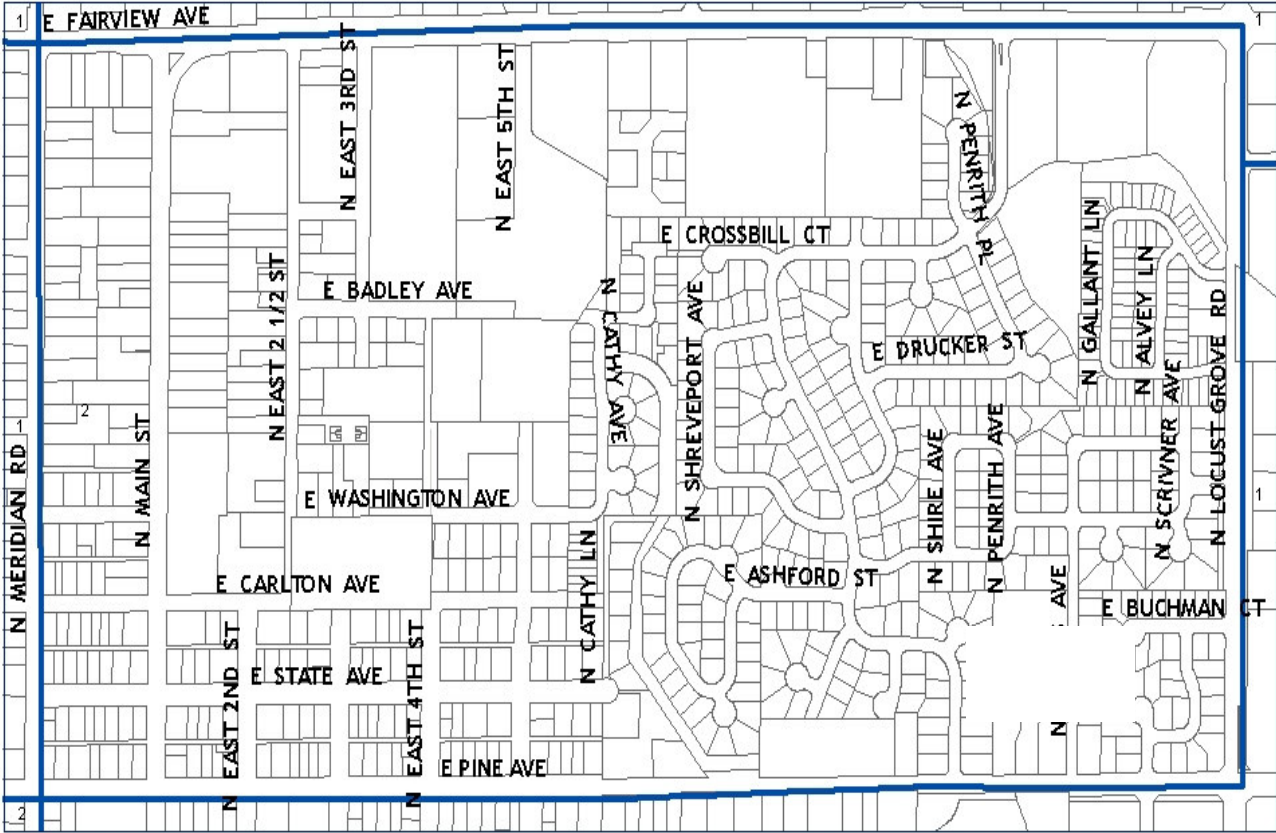 1
E FAIRVIEW AVE
1
N EAST 3RD ST
N EAST 5TH ST
N PENRITH PL
E CROSSBILL CT
N GALLANT LN
N ALVEY LN
N EAST 2 1/2 ST
E BADLEY AVE
N CATHY AVE
N SHREVEPORT AVE
E DRUCKER ST
N LOCUST GROVE RD
N SCRIVNER AVE
2
1
N MERIDIAN RD
N MAIN ST
E WASHINGTON AVE
N SHIRE AVE
N PENRITH AVE
1
N CATHY LN
E CARLTON AVE
E ASHFORD ST
AVE
E BUCHMAN CT
N EAST 2ND ST
E STATE AVE
N EAST 4TH ST
N
E PINE AVE
2